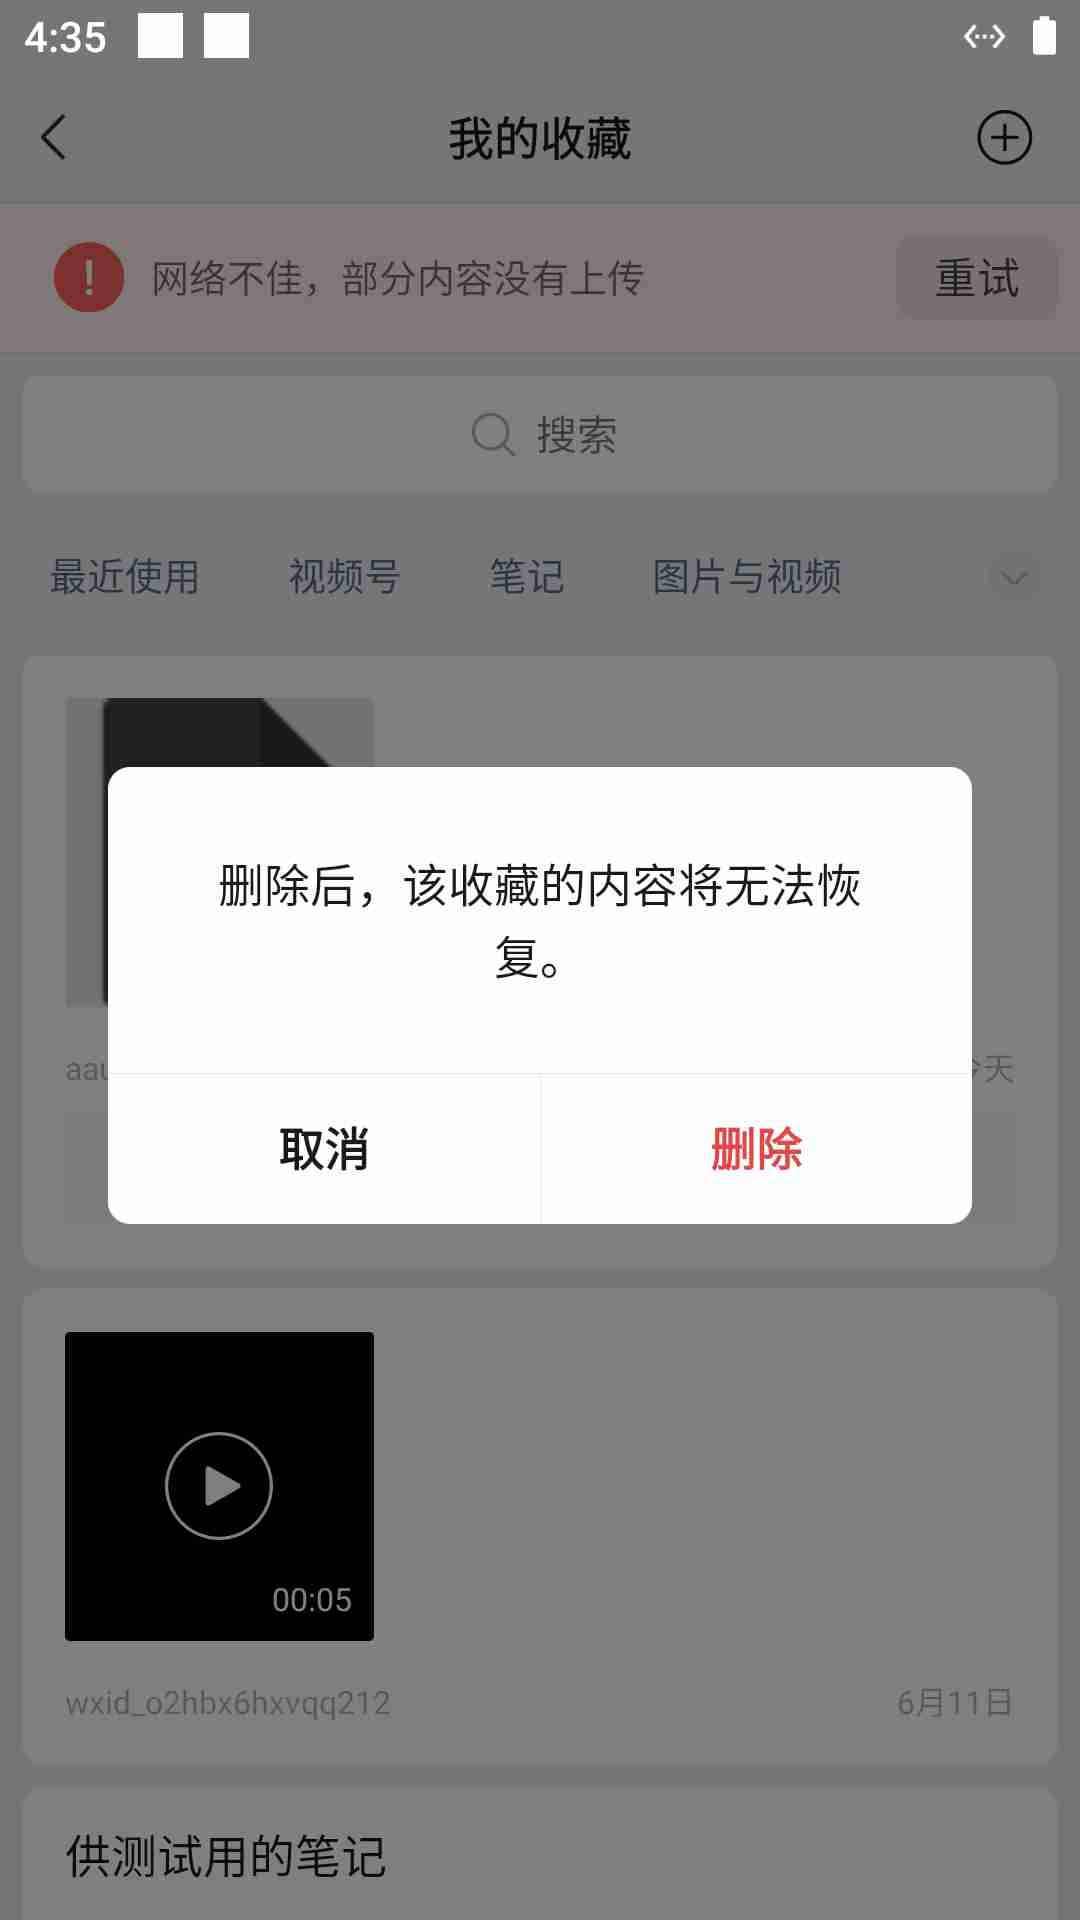 4:35
我的收藏
网络不佳，部分内容没有上传
重试
搜索
最近使用 视频号 笔记 图片与视频
删除后，该收藏的内容将无法恢
复。
取消 删除
00:05
wxid_o2hbx6hxvqq212 6月11日
供测试用的笔记